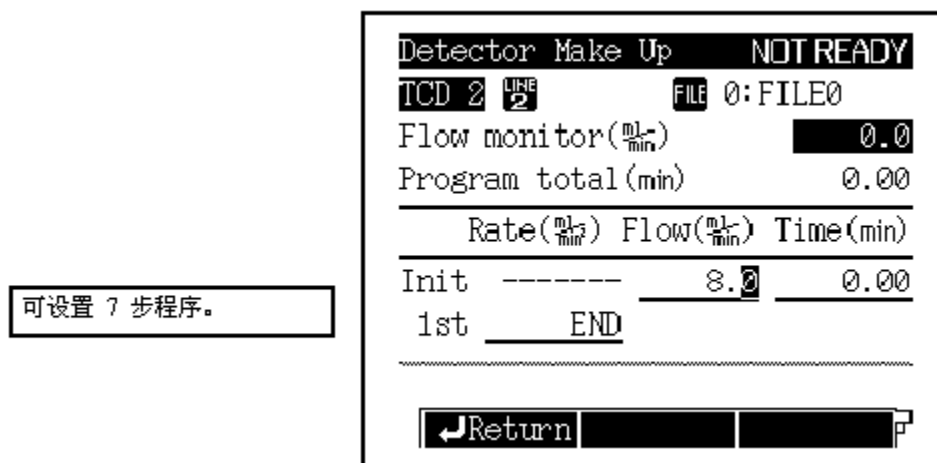 Detector Make Up NOT READY
TCD 2 LINE 2 FILE 0:FILE0
Flow monitor(mL/min) 0.0
Program total(min) 0.00
Rate(mL/min²) Flow(mL/min) Time(min)
Init ------- 8.0 0.00
1st END
可设置 7 步程序。
Return